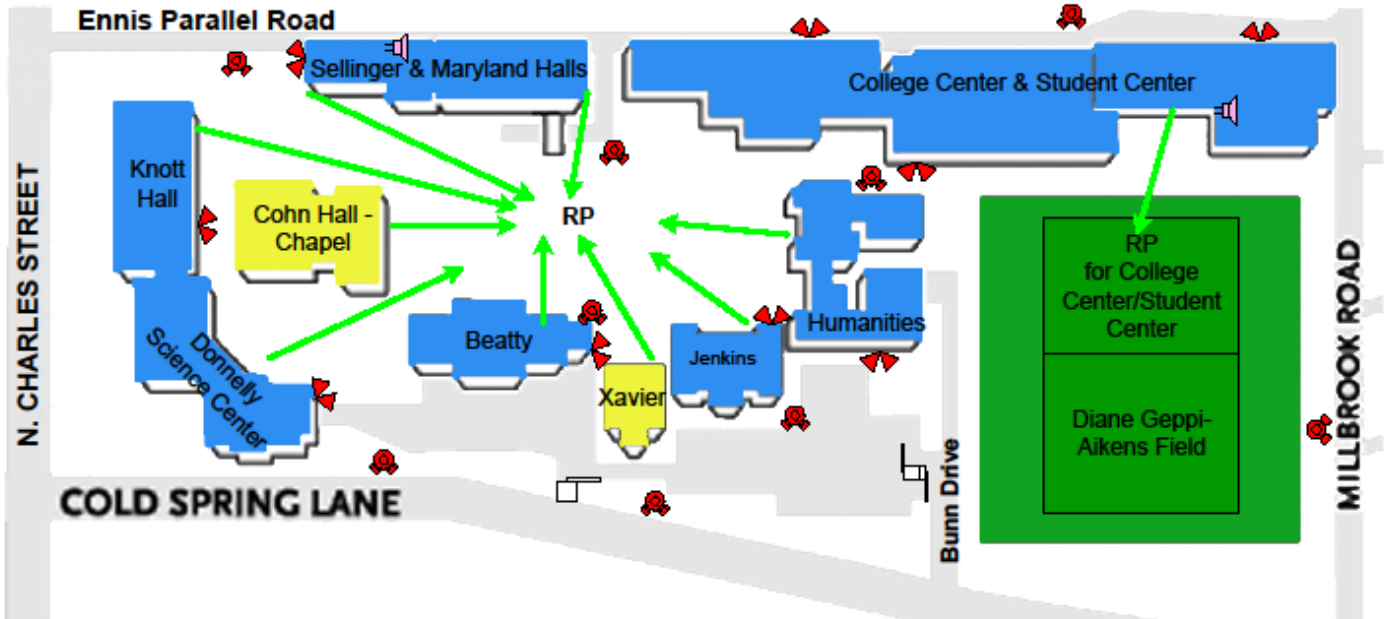 Ennis Parallel Road
Sellinger & Maryland Halls
College Center & Student Center
Knott
Hall
Cohn Hall -
Chapel
RP
RP
for College
Center/Student
Center
N. CHARLES STREET
MILLBROOK ROAD
Donnelly
Science Center
Beatty
Humanities
Jenkins
Xavier
Diane Geppi-
Aikens Field
COLD SPRING LANE
Bunn Drive